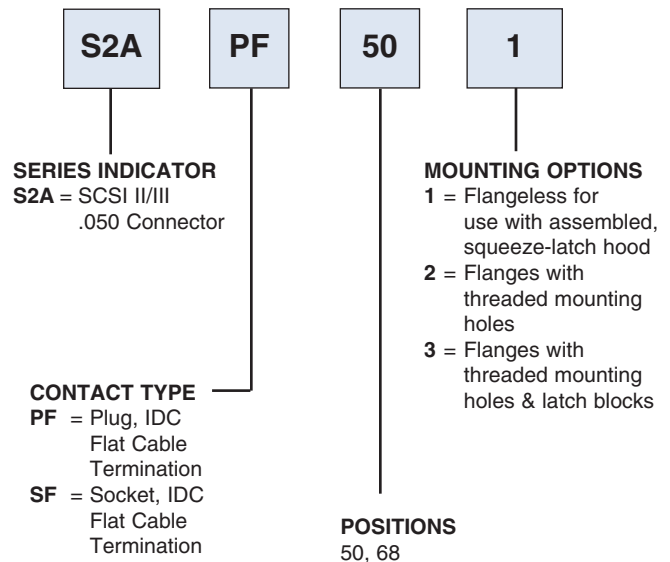 S2A PF 50 1
SERIES INDICATOR
S2A = SCSI II/III
.050 Connector
CONTACT TYPE
PF = Plug, IDC
Flat Cable
Termination
SF = Socket, IDC
Flat Cable
Termination
POSITIONS
50, 68
MOUNTING OPTIONS
1 = Flangeless for
use with assembled,
squeeze-latch hood
2 = Flanges with
threaded mounting
holes
3 = Flanges with
threaded mounting
holes & latch blocks